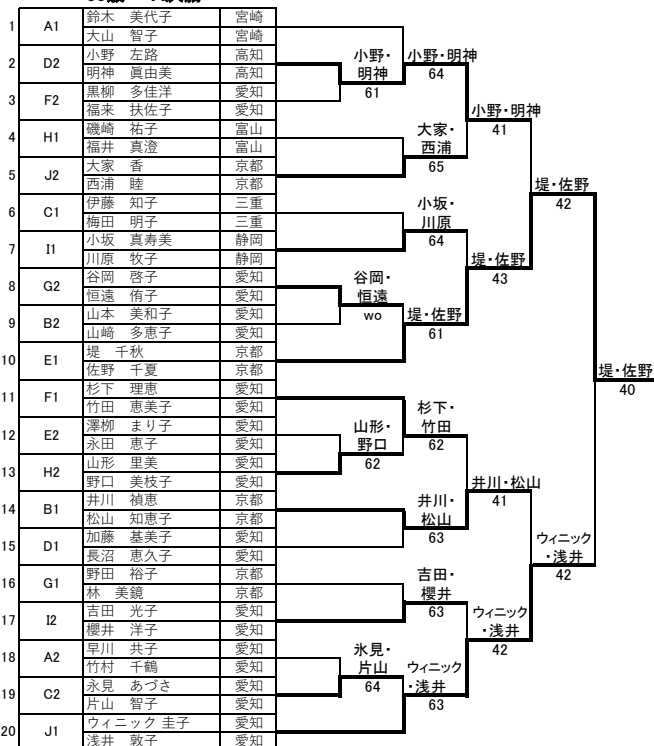 1 A1 鈴木 美代子 宮崎
大山 智子 宮崎
2 D2 小野 左路 高知
明神 眞由美 高知
3 F2 黒柳 多佳洋 愛知
福来 扶佐子 愛知
4 H1 磯崎 祐子 富山
福井 真澄 富山
5 J2 大家 香 京都
西浦 睦 京都
6 C1 伊藤 知子 三重
梅田 明子 三重
7 I1 小坂 真寿美 静岡
川原 牧子 静岡
8 G2 谷岡 啓子 愛知
恒遠 侑子 愛知
9 B2 山本 美和子 愛知
山﨑 多恵子 愛知
10 E1 堤 千秋 京都
佐野 千夏 京都
11 F1 杉下 理恵 愛知
竹田 恵美子 愛知
12 E2 澤柳 まり子 愛知
永田 恵子 愛知
13 H2 山形 里美 愛知
野口 美枝子 愛知
14 B1 井川 禎恵 京都
松山 知恵子 京都
15 D1 加藤 基美子 愛知
長沼 恵久子 愛知
16 G1 野田 裕子 京都
林 美鏡 京都
17 I2 吉田 光子 愛知
櫻井 洋子 愛知
18 A2 早川 共子 愛知
竹村 千鶴 愛知
19 C2 永見 あづさ 愛知
片山 智子 愛知
20 J1 ウィニック 圭子 愛知
浅井 敦子 愛知
小野・
明神
61
谷岡・
恒遠
wo
山形・
野口
62
氷見・
片山
64
小野・明神
64
大家・
西浦
65
小坂・
川原
64
堤・佐野
61
杉下・
竹田
62
井川・
松山
63
吉田・
櫻井
63
ウィニック
・浅井
63
小野・明神
41
堤・佐野
43
井川・松山
41
ウィニック
・浅井
42
堤・佐野
42
ウィニック
・浅井
42
堤・佐野
40